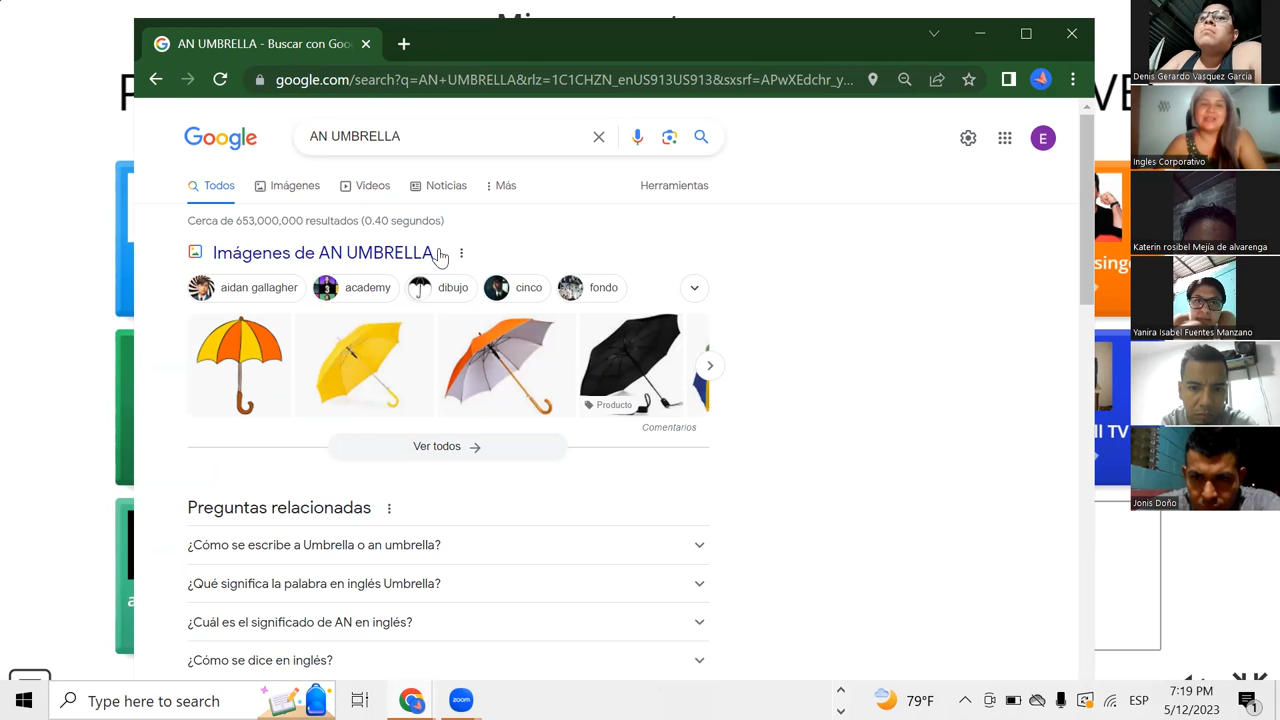 AN UMBRELLA - Buscar con Goo
google.com/search?q=AN+UMBRELLA&rlz=1C1CHZN_enUS913US913&sxsrf=APwXEdchr_y...
Google
AN UMBRELLA
E
Todos
Imágenes
Videos
Noticias
Más
Herramientas
Cerca de 653,000,000 resultados (0.40 segundos)
Imágenes de AN UMBRELLA
aidan gallagher
academy
dibujo
cinco
fondo
Producto
Comentarios
Ver todos
Preguntas relacionadas
¿Cómo se escribe a Umbrella o an umbrella?
¿Qué significa la palabra en inglés Umbrella?
¿Cuál es el significado de AN en inglés?
¿Cómo se dice en inglés?
Denis Gerardo Vasquez Garcia
Ingles Corporativo
Katerin rosibel Mejía de alvarenga
Yanira Isabel Fuentes Manzano
Jonis Doño
sing
ll TV
Type here to search
zoom
79°F
ESP
7:19 PM
5/12/2023
1